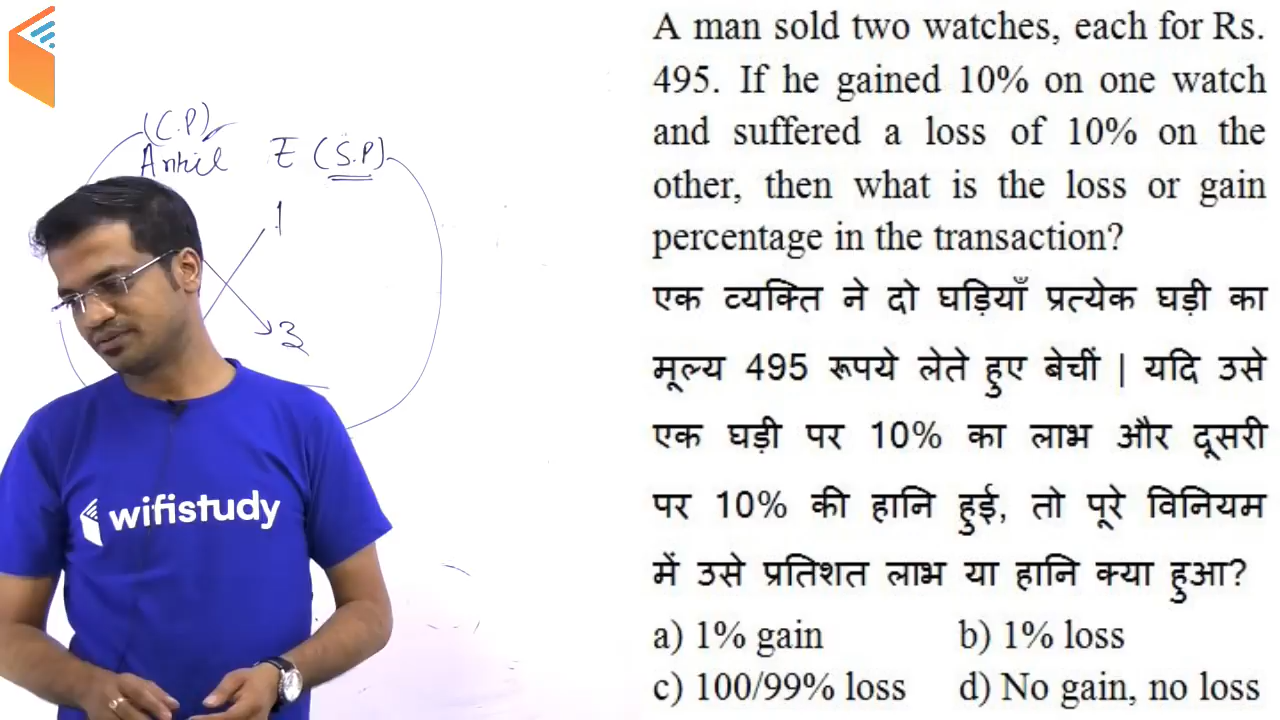 (C.P)
E (S.P)
1
3
wifistudy
A man sold two watches, each for Rs.
495. If he gained 10% on one watch
and suffered a loss of 10% on the
other, then what is the loss or gain
percentage in the transaction?
एक व्यक्ति ने दो घड़ियाँ प्रत्येक घड़ी का
मूल्य 495 रूपये लेते हुए बेचीं | यदि उसे
एक घड़ी पर 10% का लाभ और दूसरी
पर 10% की हानि हुई, तो पूरे विनियम
में उसे प्रतिशत लाभ या हानि क्या हुआ?
a) 1% gain b) 1% loss
c) 100/99% loss d) No gain, no loss